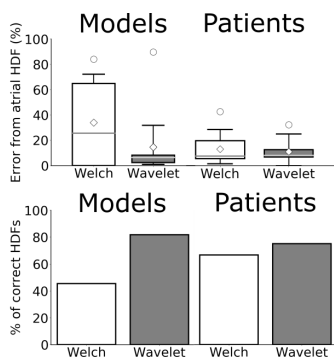 Models Patients
Error from atrial HDF (%)
100
80
60
40
20
0
Welch Wavelet Welch Wavelet
Models Patients
% of correct HDFs
100
80
60
40
20
0
Welch Wavelet Welch Wavelet